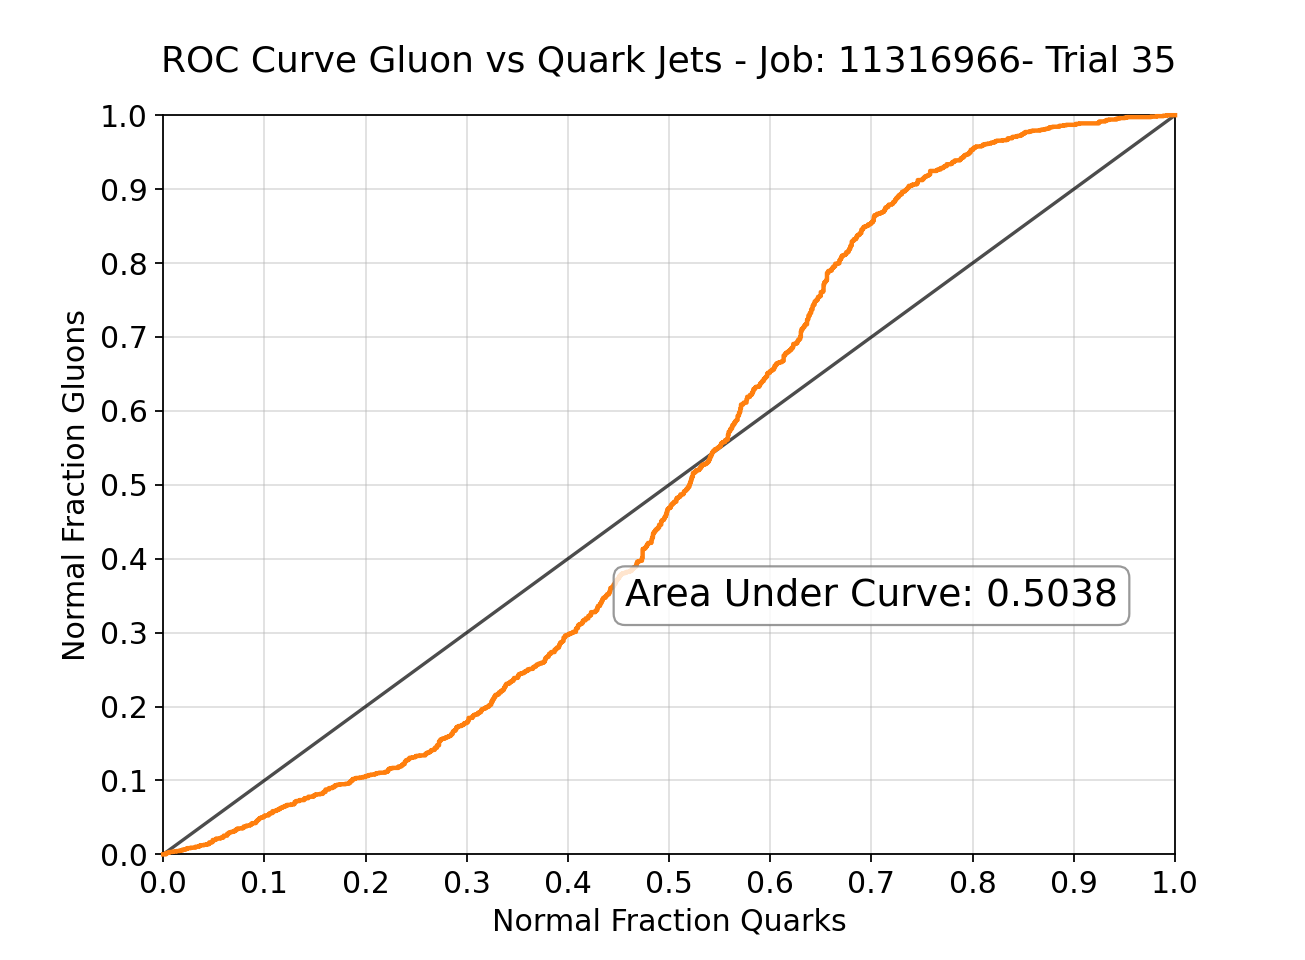 ROC Curve Gluon vs Quark Jets - Job: 11316966- Trial 35
1.0
0.9
0.8
0.7
0.6
0.5
0.4
0.3
0.2
0.1
0.0
Normal Fraction Gluons
Area Under Curve: 0.5038
0.0 0.1 0.2 0.3 0.4 0.5 0.6 0.7 0.8 0.9 1.0
Normal Fraction Quarks